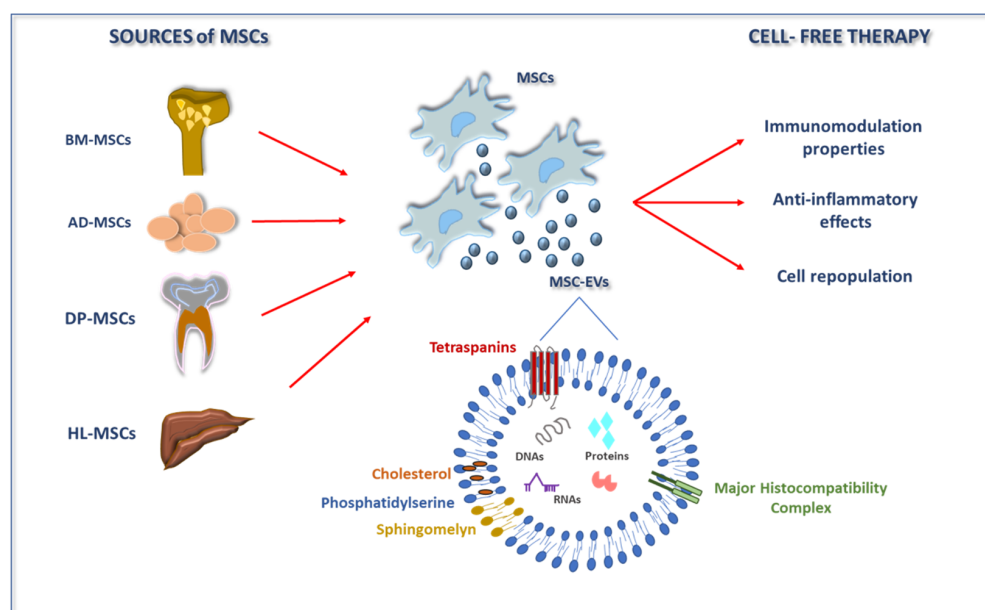 SOURCES of MSCs
CELL- FREE THERAPY
MSCs
BM-MSCs
AD-MSCs
DP-MSCs
HL-MSCs
Immunomodulation
properties
Anti-inflammatory
effects
Cell repopulation
MSC-EVs
Tetraspanins
DNAs
Proteins
RNAs
Cholesterol
Phosphatidylserine
Sphingomelyn
Major Histocompatibility
Complex